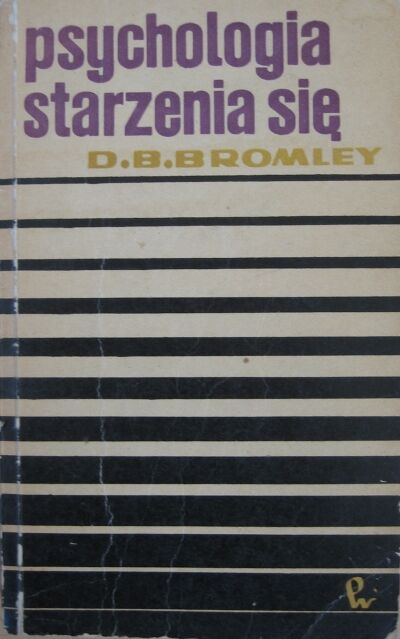 psychologia
starzenia się
D.B.BROMLEY